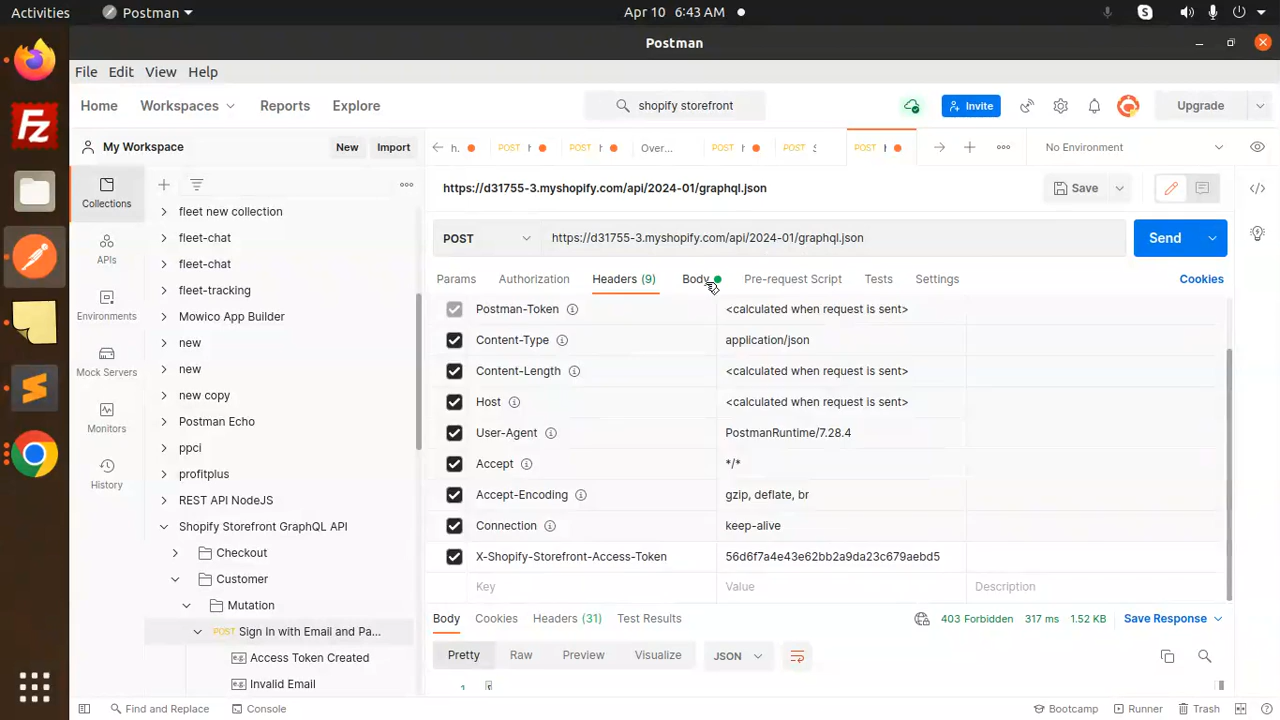 Activities Postman Apr 10 6:43 AM
Postman
File Edit View Help
Home Workspaces Reports Explore shopify storefront Invite Upgrade
My Workspace New Import h. POST POST Over... POST POST POST No Environment
Collections
APIs
Environments
Mock Servers
Monitors
History
fleet new collection
fleet-chat
fleet-chat
fleet-tracking
Mowico App Builder
new
new
new copy
Postman Echo
ppci
profitplus
REST API NodeJS
Shopify Storefront GraphQL API
Checkout
Customer
Mutation
POST Sign In with Email and Pa...
e.g. Access Token Created
e.g. Invalid Email
https://d31755-3.myshopify.com/api/2024-01/graphql.json Save
POST https://d31755-3.myshopify.com/api/2024-01/graphql.json Send
Params Authorization Headers (9) Body Pre-request Script Tests Settings Cookies
Postman-Token <calculated when request is sent>
Content-Type application/json
Content-Length <calculated when request is sent>
Host <calculated when request is sent>
User-Agent PostmanRuntime/7.28.4
Accept */*
Accept-Encoding gzip, deflate, br
Connection keep-alive
X-Shopify-Storefront-Access-Token 56d6f7a4e43e62bb2a9da23c679aebd5
Key Value Description
Body Cookies Headers (31) Test Results 403 Forbidden 317 ms 1.52 KB Save Response
Pretty Raw Preview Visualize JSON
Find and Replace Console Bootcamp Runner Trash